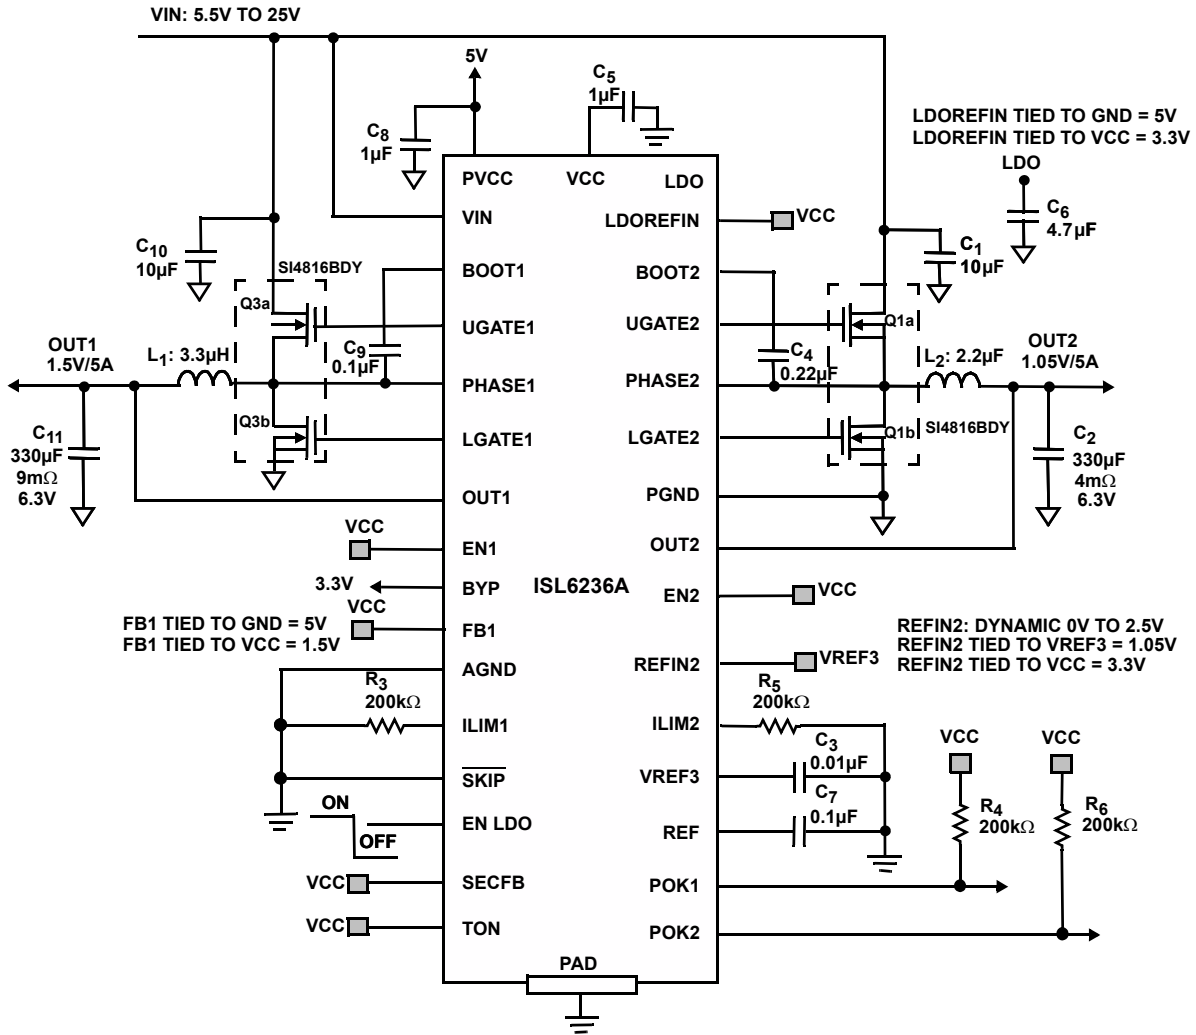 VIN: 5.5V TO 25V
5V
C5
1µF
C8
1µF
LDOREFIN TIED TO GND = 5V
LDOREFIN TIED TO VCC = 3.3V
LDO
C6
4.7µF
PVCC
VCC
LDO
VIN
LDOREFIN
VCC
C10
10µF
SI4816BDY
C1
10µF
BOOT1
BOOT2
Q3a
Q1a
UGATE1
UGATE2
OUT1
1.5V/5A
L1: 3.3µH
C9
0.1µF
C4
0.22µF
L2: 2.2µF
OUT2
1.05V/5A
PHASE1
PHASE2
Q3b
Q1b
SI4816BDY
LGATE1
LGATE2
C11
330µF
9mΩ
6.3V
C2
330µF
4mΩ
6.3V
OUT1
PGND
VCC
EN1
OUT2
3.3V
BYP
ISL6236A
EN2
VCC
VCC
FB1 TIED TO GND = 5V
FB1 TIED TO VCC = 1.5V
FB1
REFIN2: DYNAMIC 0V TO 2.5V
REFIN2 TIED TO VREF3 = 1.05V
REFIN2 TIED TO VCC = 3.3V
AGND
REFIN2
VREF3
R3
200kΩ
R5
200kΩ
ILIM1
ILIM2
C3
0.01µF
VCC
VCC
SKIP
VREF3
C7
0.1µF
R4
200kΩ
R6
200kΩ
ON
OFF
EN LDO
REF
VCC
SECFB
POK1
VCC
TON
POK2
PAD